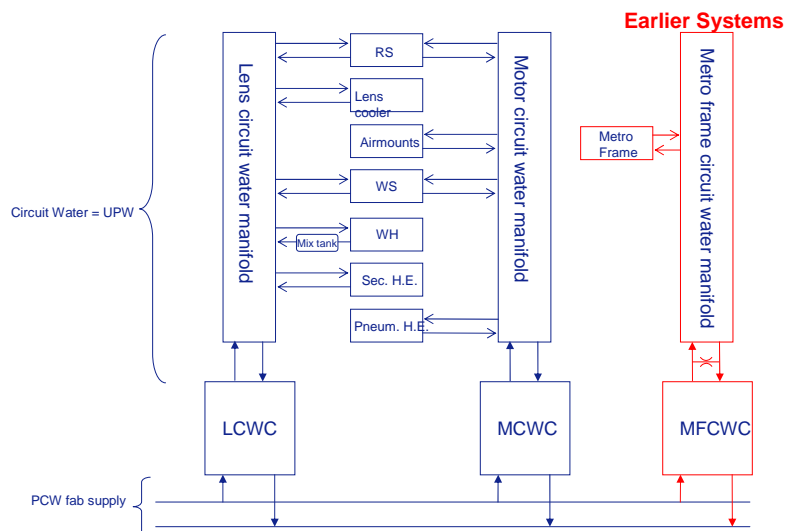 Earlier Systems
Lens circuit water manifold
RS
Lens
cooler
Airmounts
WS
WH
Mix tank
Sec. H.E.
Pneum. H.E.
Motor circuit water manifold
Metro
Frame
Metro frame circuit water manifold
Circuit Water = UPW
LCWC
MCWC
MFCWC
PCW fab supply